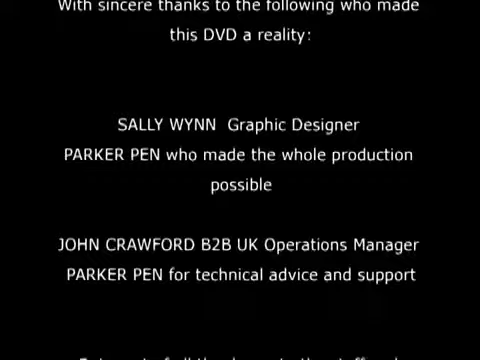 With sincere thanks to the following who made
this DVD a reality:
SALLY WYNN Graphic Designer
PARKER PEN who made the whole production
possible
JOHN CRAWFORD B2B UK Operations Manager
PARKER PEN for technical advice and support